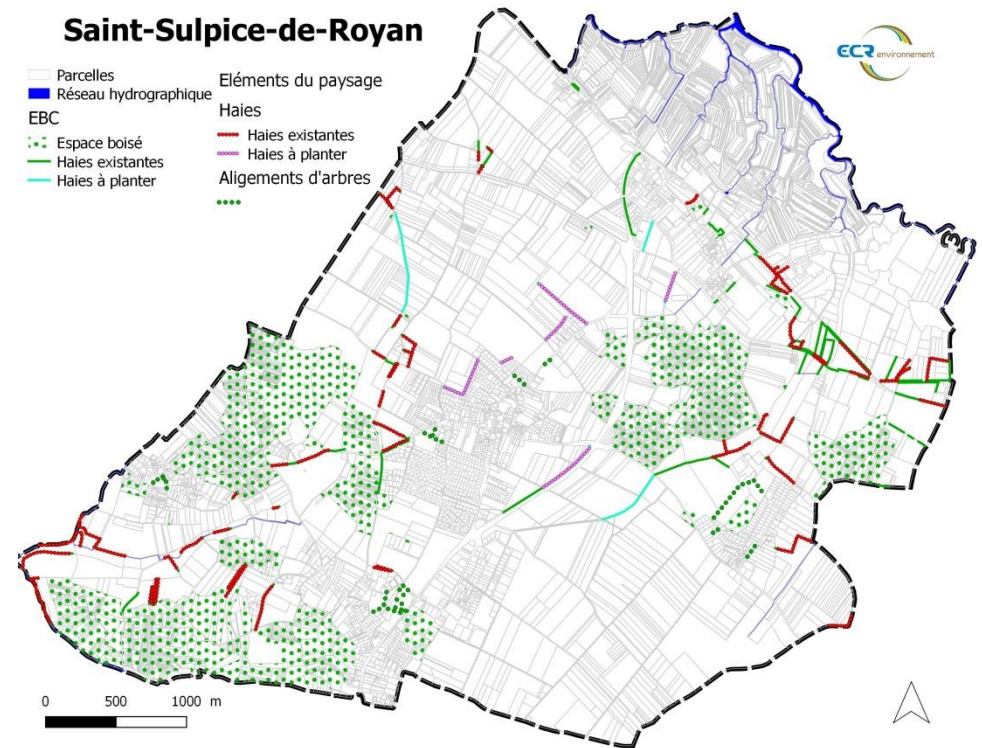 Saint-Sulpice-de-Royan
ECR environnement
Parcelles
Réseau hydrographique
EBC
Espace boisé
Haies existantes
Haies à planter
Eléments du paysage
Haies
Haies existantes
Haies à planter
Aligements d'arbres
0 500 1000 m